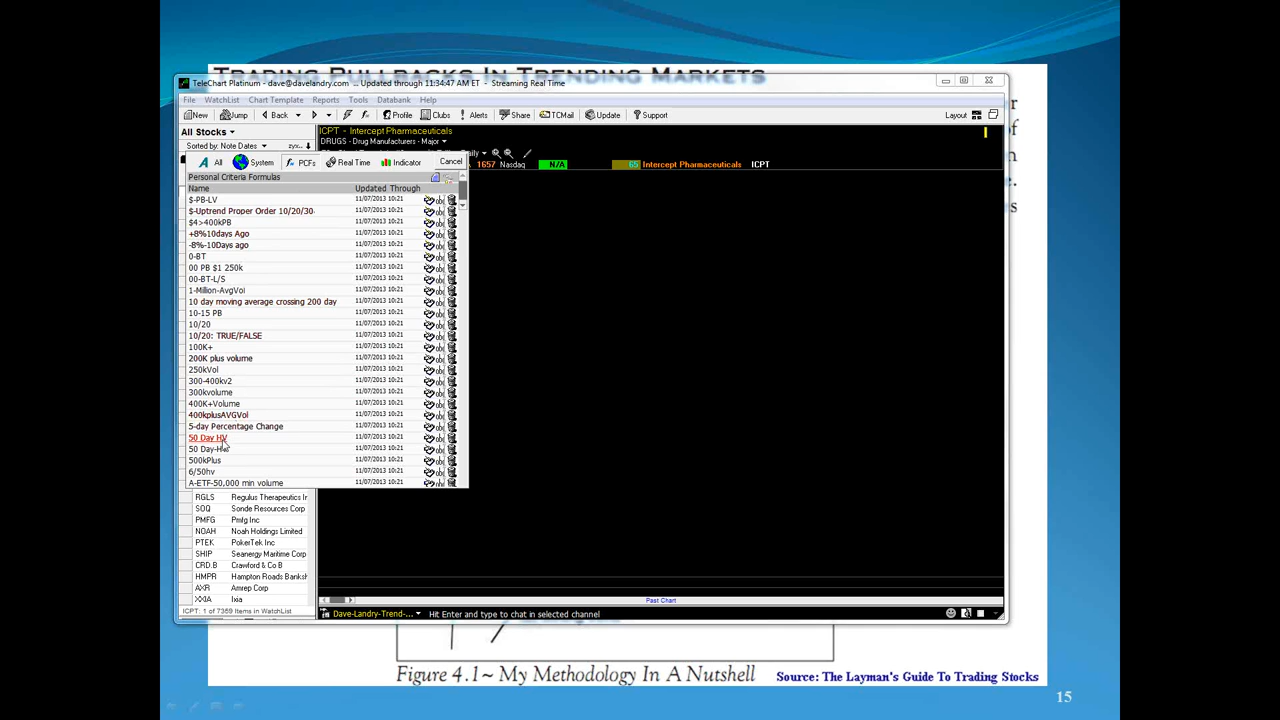 TRADING PULLBACKS IN TRENDING MARKETS
TeleChart Platinum - dave@davelandry.com ... Updated through 11:34:47 AM ET - Streaming Real Time
File WatchList Chart Template Reports Tools Databank Help
New Jump Back Profile Clubs Alerts Share TCMail Update Support Layout
All Stocks
ICPT - Intercept Pharmaceuticals
DRUGS - Drug Manufacturers - Major
Sorted by: Note Dates
1657 Nasdaq N/A 65 Intercept Pharmaceuticals ICPT
All System PCFs Real Time Indicator Cancel
Personal Criteria Formulas
Name Updated Through
$-PB-LV 11/07/2013 10:21
$-Uptrend Proper Order 10/20/30- 11/07/2013 10:21
$4>400kPB 11/07/2013 10:21
+8%10days Ago 11/07/2013 10:21
-8%-10Days ago 11/07/2013 10:21
0-BT 11/07/2013 10:21
00 PB $1 250k 11/07/2013 10:21
00-BT-L/S 11/07/2013 10:21
1-Million-AvgVol 11/07/2013 10:21
10 day moving average crossing 200 day 11/07/2013 10:21
10-15 PB 11/07/2013 10:21
10/20 11/07/2013 10:21
10/20: TRUE/FALSE 11/07/2013 10:21
100K+ 11/07/2013 10:21
200K plus volume 11/07/2013 10:21
250kVol 11/07/2013 10:21
300-400kv2 11/07/2013 10:21
300kvolume 11/07/2013 10:21
400K+Volume 11/07/2013 10:21
400kplusAVGVol 11/07/2013 10:21
5-day Percentage Change 11/07/2013 10:21
50 Day HV 11/07/2013 10:21
50 Day-HV 11/07/2013 10:21
500kPlus 11/07/2013 10:21
6/50hv 11/07/2013 10:21
A-ETF-50,000 min volume 11/07/2013 10:21
RGLS Regulus Therapeutics Ir
SOQ Sonde Resources Corp
PMFG Pmfg Inc
NOAH Noah Holdings Limited
PTEK PokerTek Inc
SHIP Seanergy Maritime Corp
CRD.B Crawford & Co B
HMPR Hampton Roads Banksh
AXR Amrep Corp
XXIA Ixia
Past Chart
ICPT: 1 of 7359 Items in WatchList
Dave-Landry-Trend-... Hit Enter and type to chat in selected channel
Figure 4.1~ My Methodology In A Nutshell
Source: The Layman's Guide To Trading Stocks
15